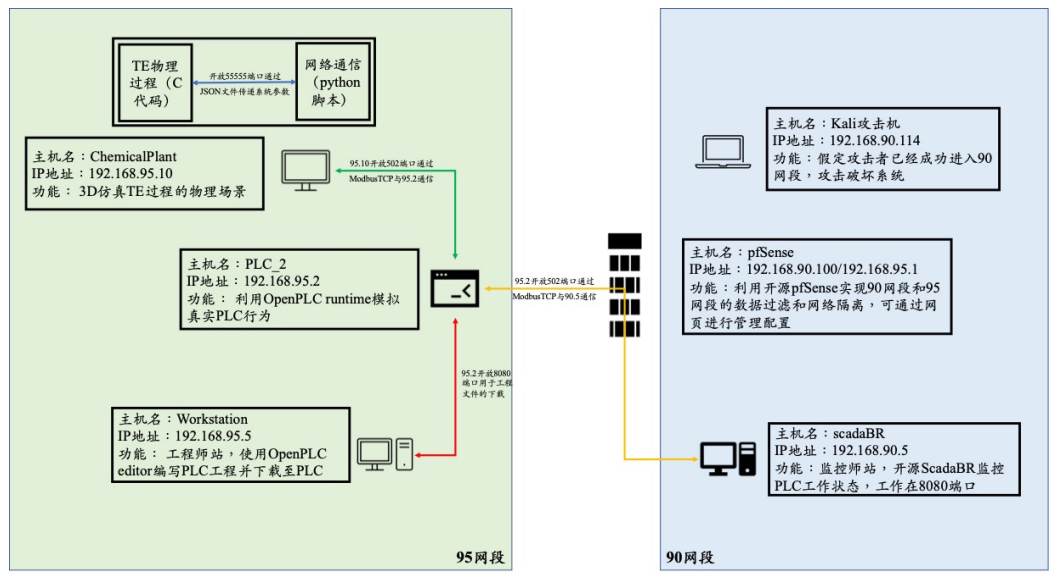 TE物理
过程（C
代码）
开放55555端口通过
JSON文件传递系统参数
网络通信
（python
脚本）
主机名：ChemicalPlant
IP地址：192.168.95.10
功能： 3D仿真TE过程的物理场景
95.10开放502端口通过
ModbusTCP与95.2通信
主机名：PLC_2
IP地址：192.168.95.2
功能： 利用OpenPLC runtime模拟
真实PLC行为
95.2开放502端口通过
ModbusTCP与90.5通信
95.2开放8080
端口用于工程
文件的下载
主机名：Workstation
IP地址：192.168.95.5
功能： 工程师站，使用OpenPLC
editor编写PLC工程并下载至PLC
95网段
主机名：Kali攻击机
IP地址：192.168.90.114
功能：假定攻击者已经成功进入90
网段，攻击破坏系统
主机名：pfSense
IP地址：192.168.90.100/192.168.95.1
功能：利用开源pfSense实现90网段和95
网段的数据过滤和网络隔离，可通过网
页进行管理配置
主机名：scadaBR
IP地址：192.168.90.5
功能：监控师站，开源ScadaBR监控
PLC工作状态，工作在8080端口
90网段